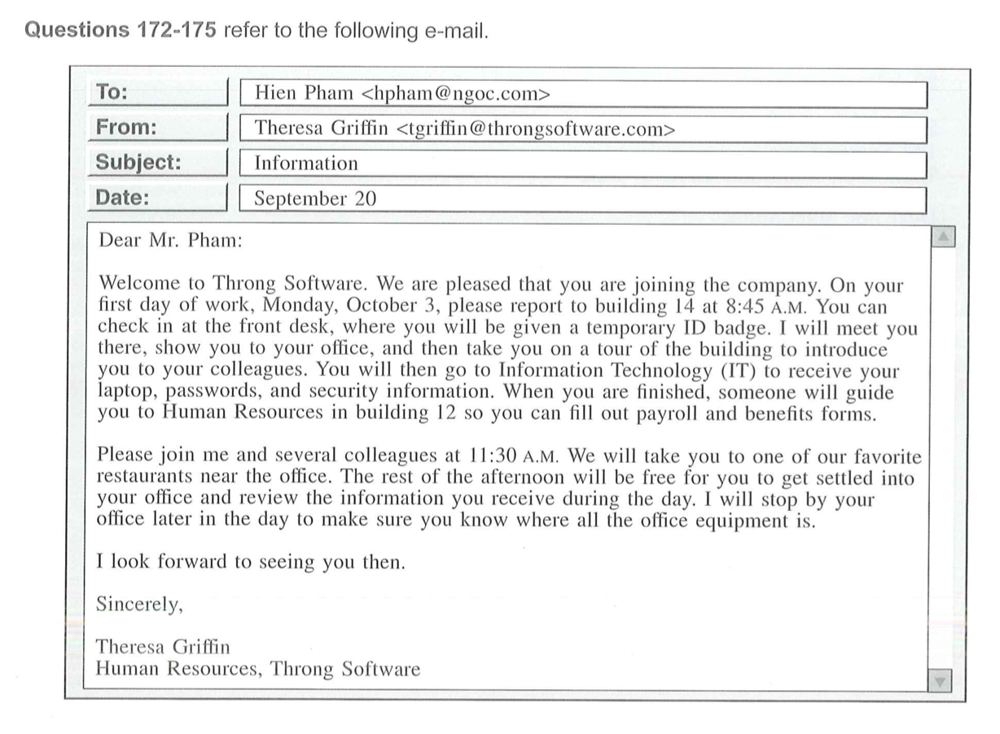 Questions 172-175 refer to the following e-mail.
To: Hien Pham <hpham@ngoc.com>
From: Theresa Griffin <tgriffin@throngsoftware.com>
Subject: Information
Date: September 20
Dear Mr. Pham:
Welcome to Throng Software. We are pleased that you are joining the company. On your
first day of work, Monday, October 3, please report to building 14 at 8:45 A.M. You can
check in at the front desk, where you will be given a temporary ID badge. I will meet you
there, show you to your office, and then take you on a tour of the building to introduce
you to your colleagues. You will then go to Information Technology (IT) to receive your
laptop, passwords, and security information. When you are finished, someone will guide
you to Human Resources in building 12 so you can fill out payroll and benefits forms.
Please join me and several colleagues at 11:30 A.M. We will take you to one of our favorite
restaurants near the office. The rest of the afternoon will be free for you to get settled into
your office and review the information you receive during the day. I will stop by your
office later in the day to make sure you know where all the office equipment is.
I look forward to seeing you then.
Sincerely,
Theresa Griffin
Human Resources, Throng Software